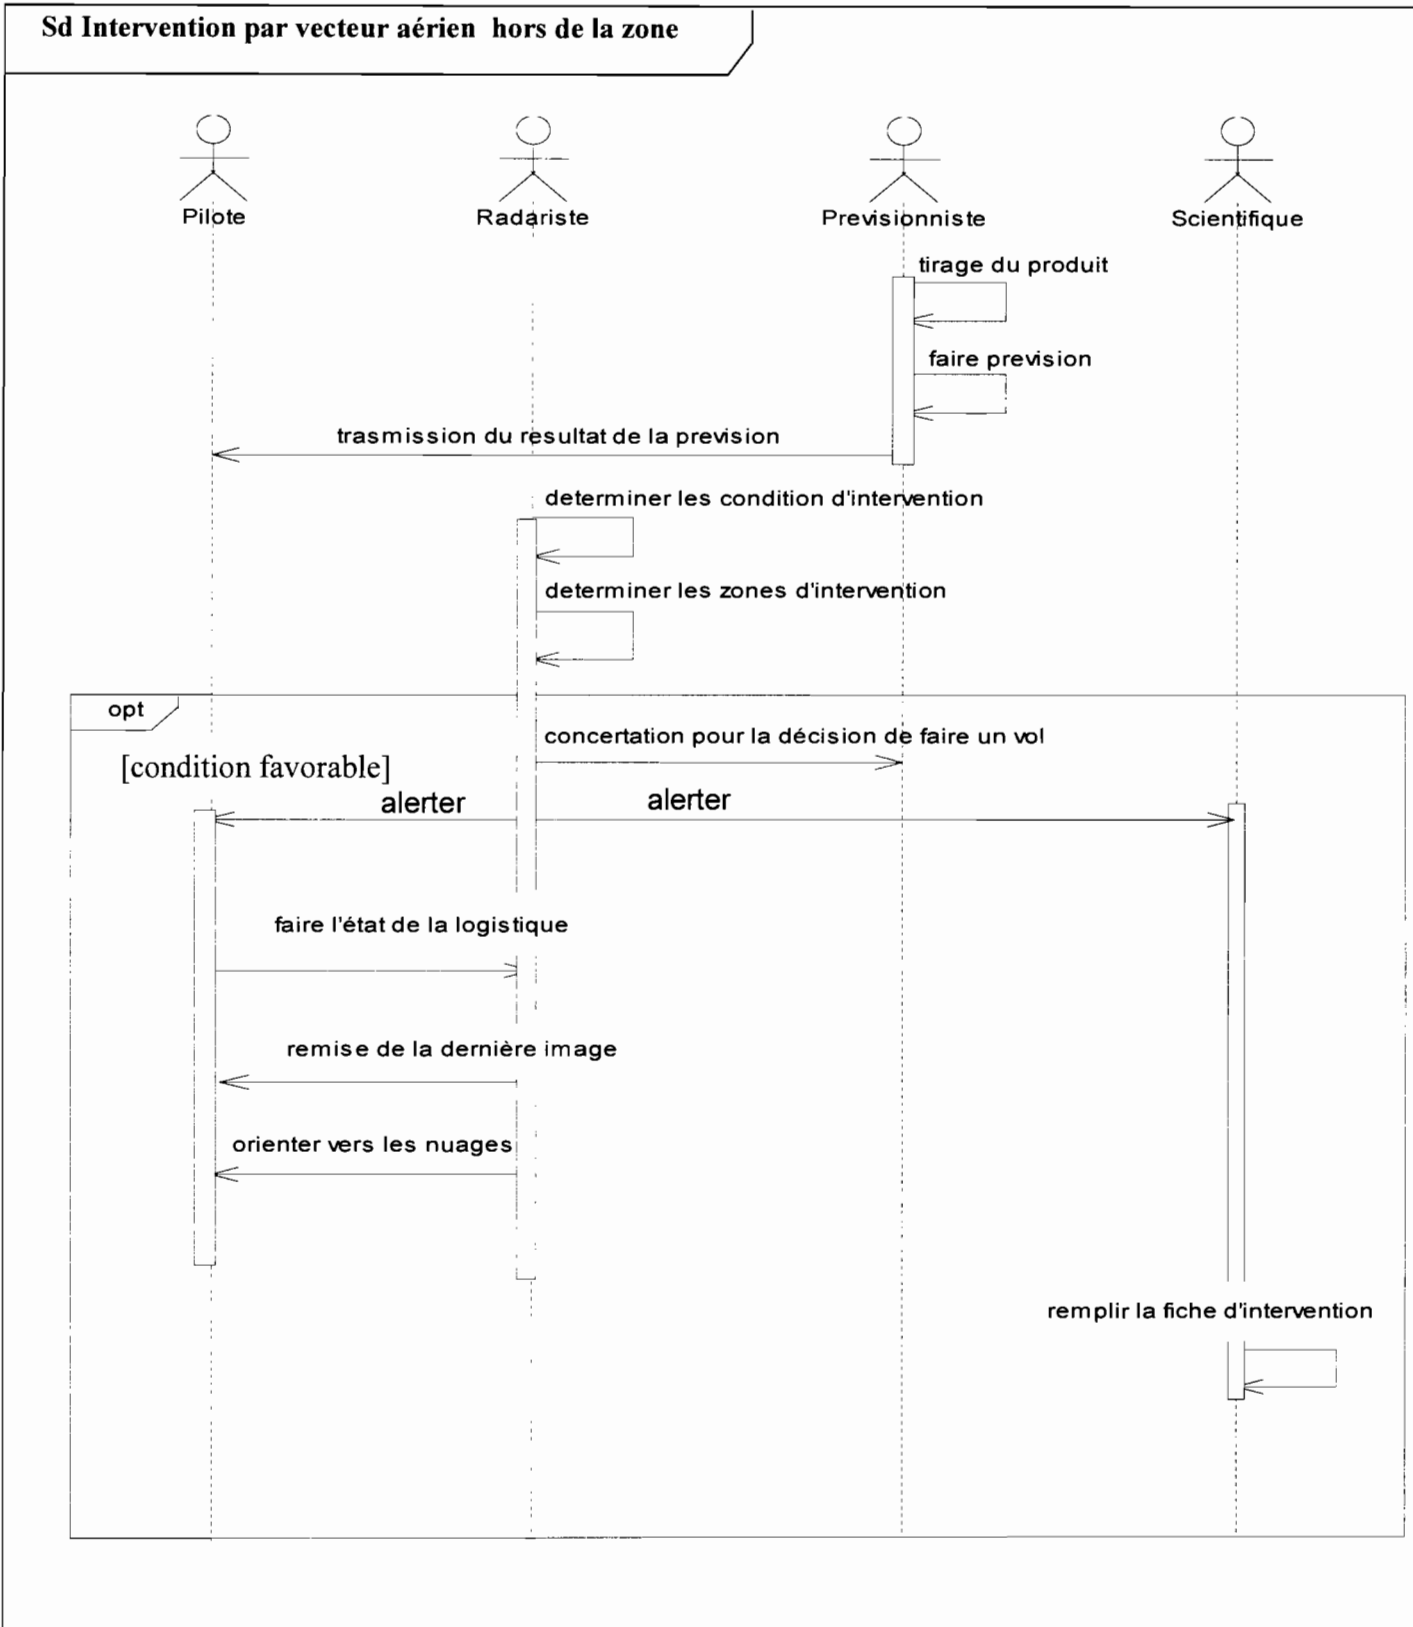 Sd Intervention par vecteur aérien hors de la zone
Pilote
Radariste
Previsionniste
Scientifique
tirage du produit
faire prevision
trasmission du resultat de la prevision
determiner les condition d'intervention
determiner les zones d'intervention
opt
concertation pour la décision de faire un vol
[condition favorable]
alerter
alerter
faire l'état de la logistique
remise de la dernière image
orienter vers les nuages
remplir la fiche d'intervention